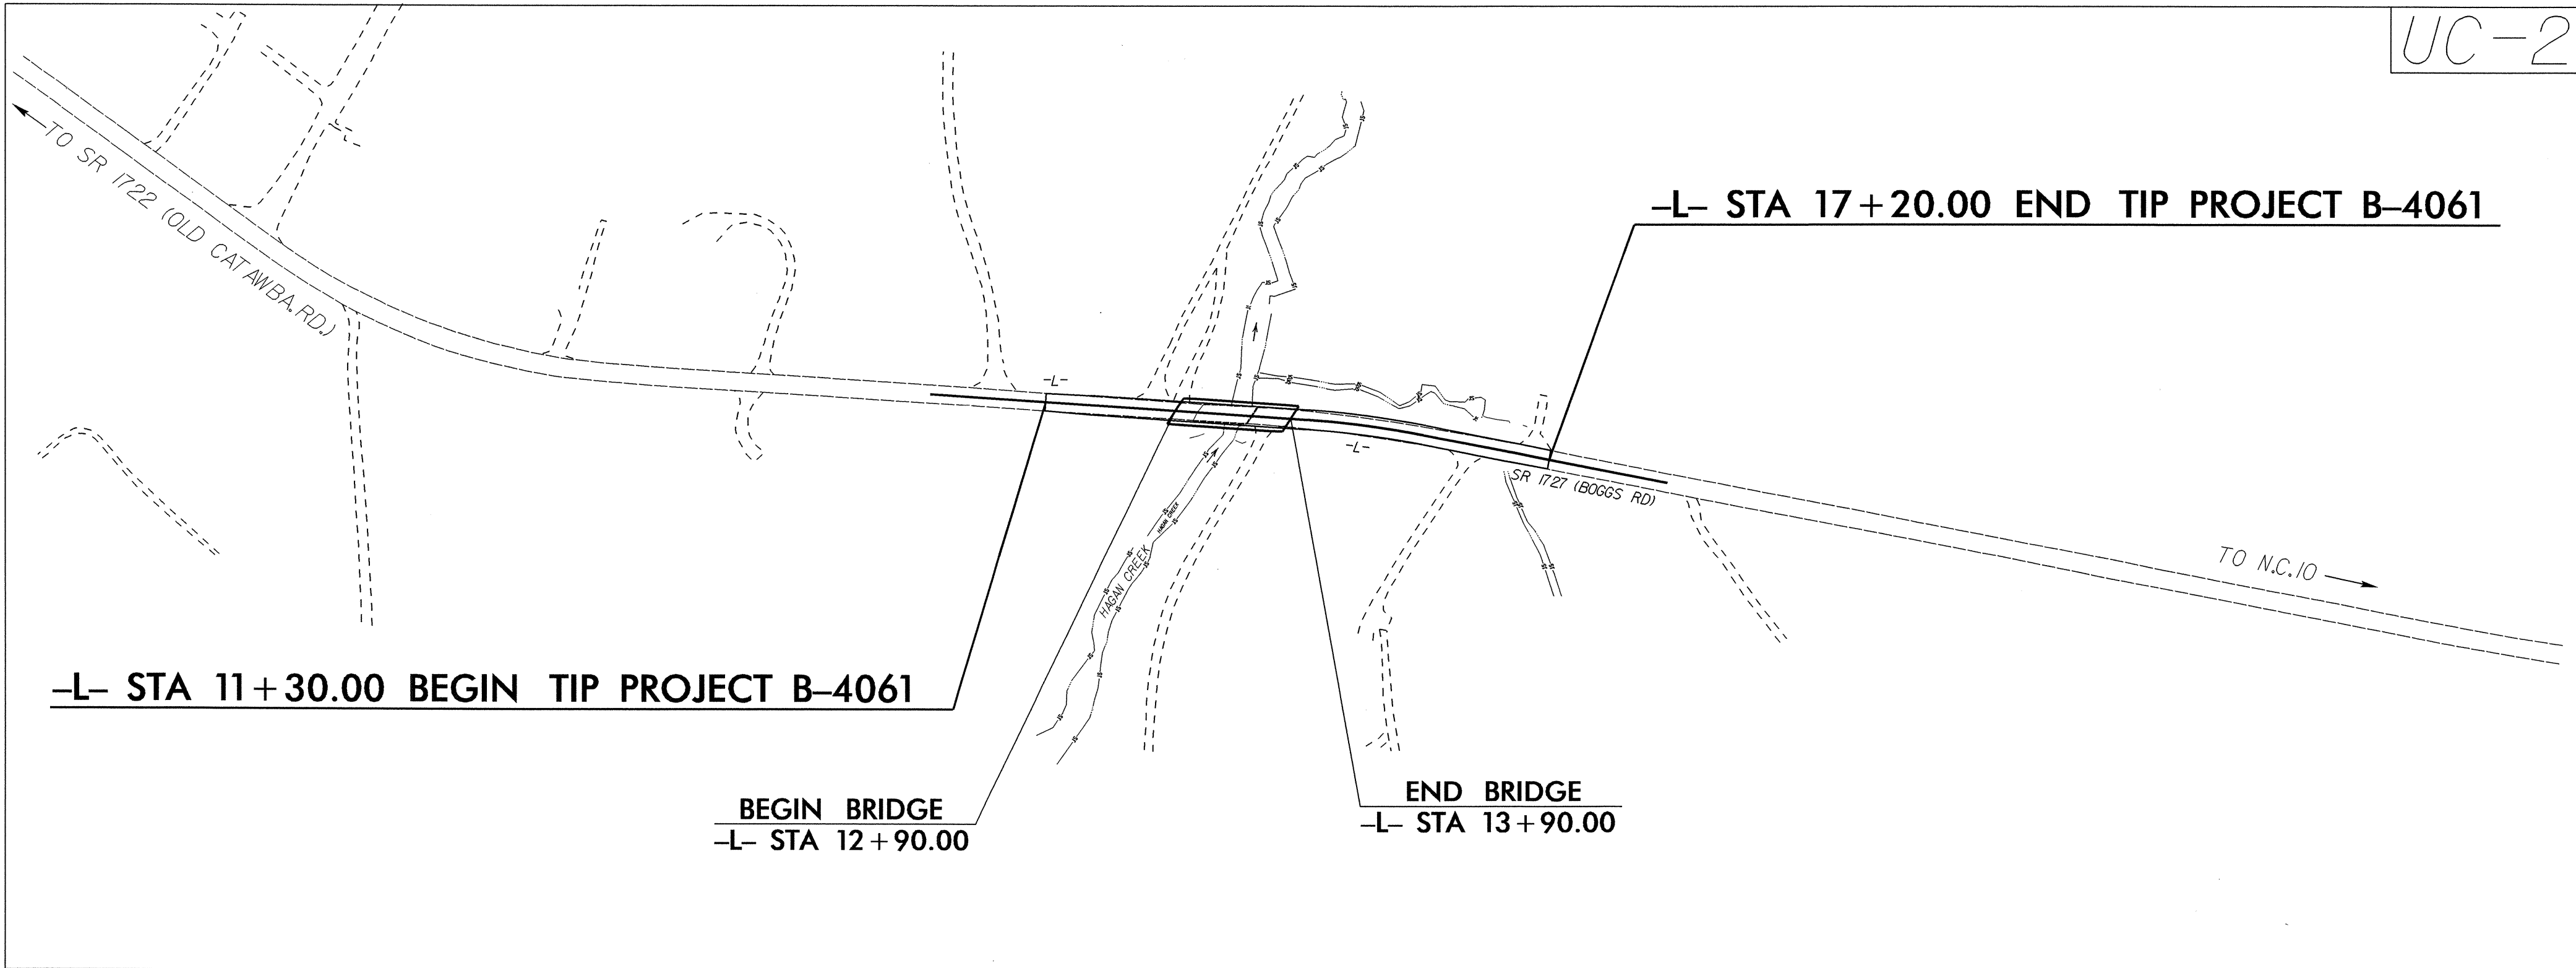 UC-2
TO SR 1722 (OLD CATAWBA RD.)
-L- STA 17+20.00 END TIP PROJECT B-4061
-L-
-L-
SR 1727 (BOGGS RD)
TO N.C. 10
HAGAN CREEK
HAGAN CREEK
-L- STA 11+30.00 BEGIN TIP PROJECT B-4061
BEGIN BRIDGE
-L- STA 12+90.00
END BRIDGE
-L- STA 13+90.00